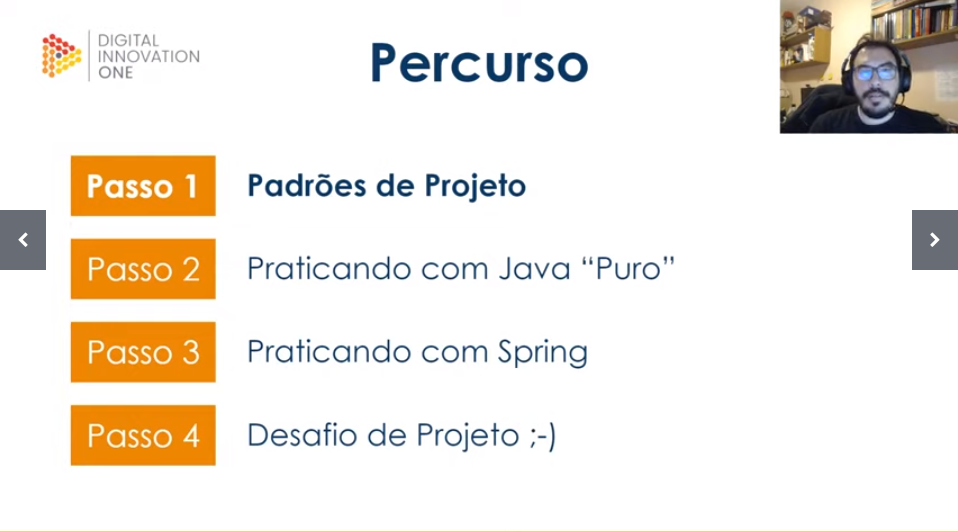 DIGITAL
INNOVATION
ONE
Percurso
Passo 1
Padrões de Projeto
Passo 2
Praticando com Java “Puro”
Passo 3
Praticando com Spring
Passo 4
Desafio de Projeto ;-)